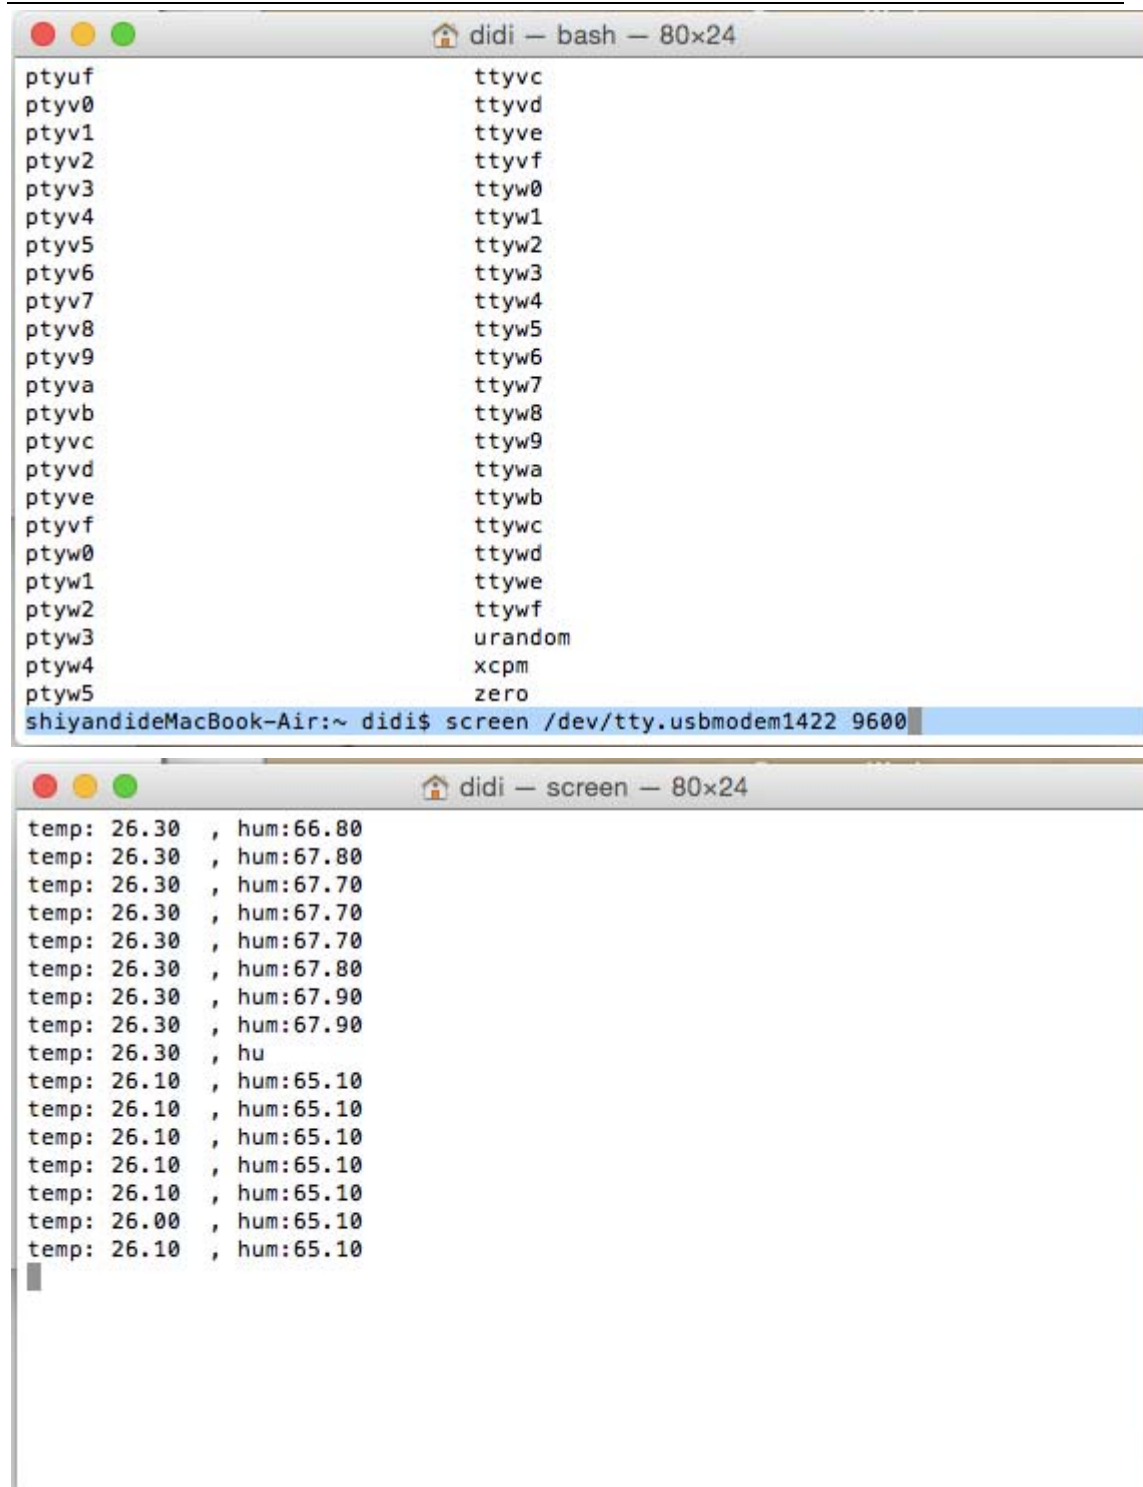 didi — bash — 80×24
ptyuf ttyvc
ptyv0 ttyvd
ptyv1 ttyve
ptyv2 ttyvf
ptyv3 ttyw0
ptyv4 ttyw1
ptyv5 ttyw2
ptyv6 ttyw3
ptyv7 ttyw4
ptyv8 ttyw5
ptyv9 ttyw6
ptyva ttyw7
ptyvb ttyw8
ptyvc ttyw9
ptyvd ttywa
ptyve ttywb
ptyvf ttywc
ptyw0 ttywd
ptyw1 ttywe
ptyw2 ttywf
ptyw3 urandom
ptyw4 xcpm
ptyw5 zero
shiyandideMacBook-Air:~ didi$ screen /dev/tty.usbmodem1422 9600
didi — screen — 80×24
temp: 26.30  , hum:66.80
temp: 26.30  , hum:67.80
temp: 26.30  , hum:67.70
temp: 26.30  , hum:67.70
temp: 26.30  , hum:67.70
temp: 26.30  , hum:67.80
temp: 26.30  , hum:67.90
temp: 26.30  , hum:67.90
temp: 26.30  , hu
temp: 26.10  , hum:65.10
temp: 26.10  , hum:65.10
temp: 26.10  , hum:65.10
temp: 26.10  , hum:65.10
temp: 26.10  , hum:65.10
temp: 26.00  , hum:65.10
temp: 26.10  , hum:65.10